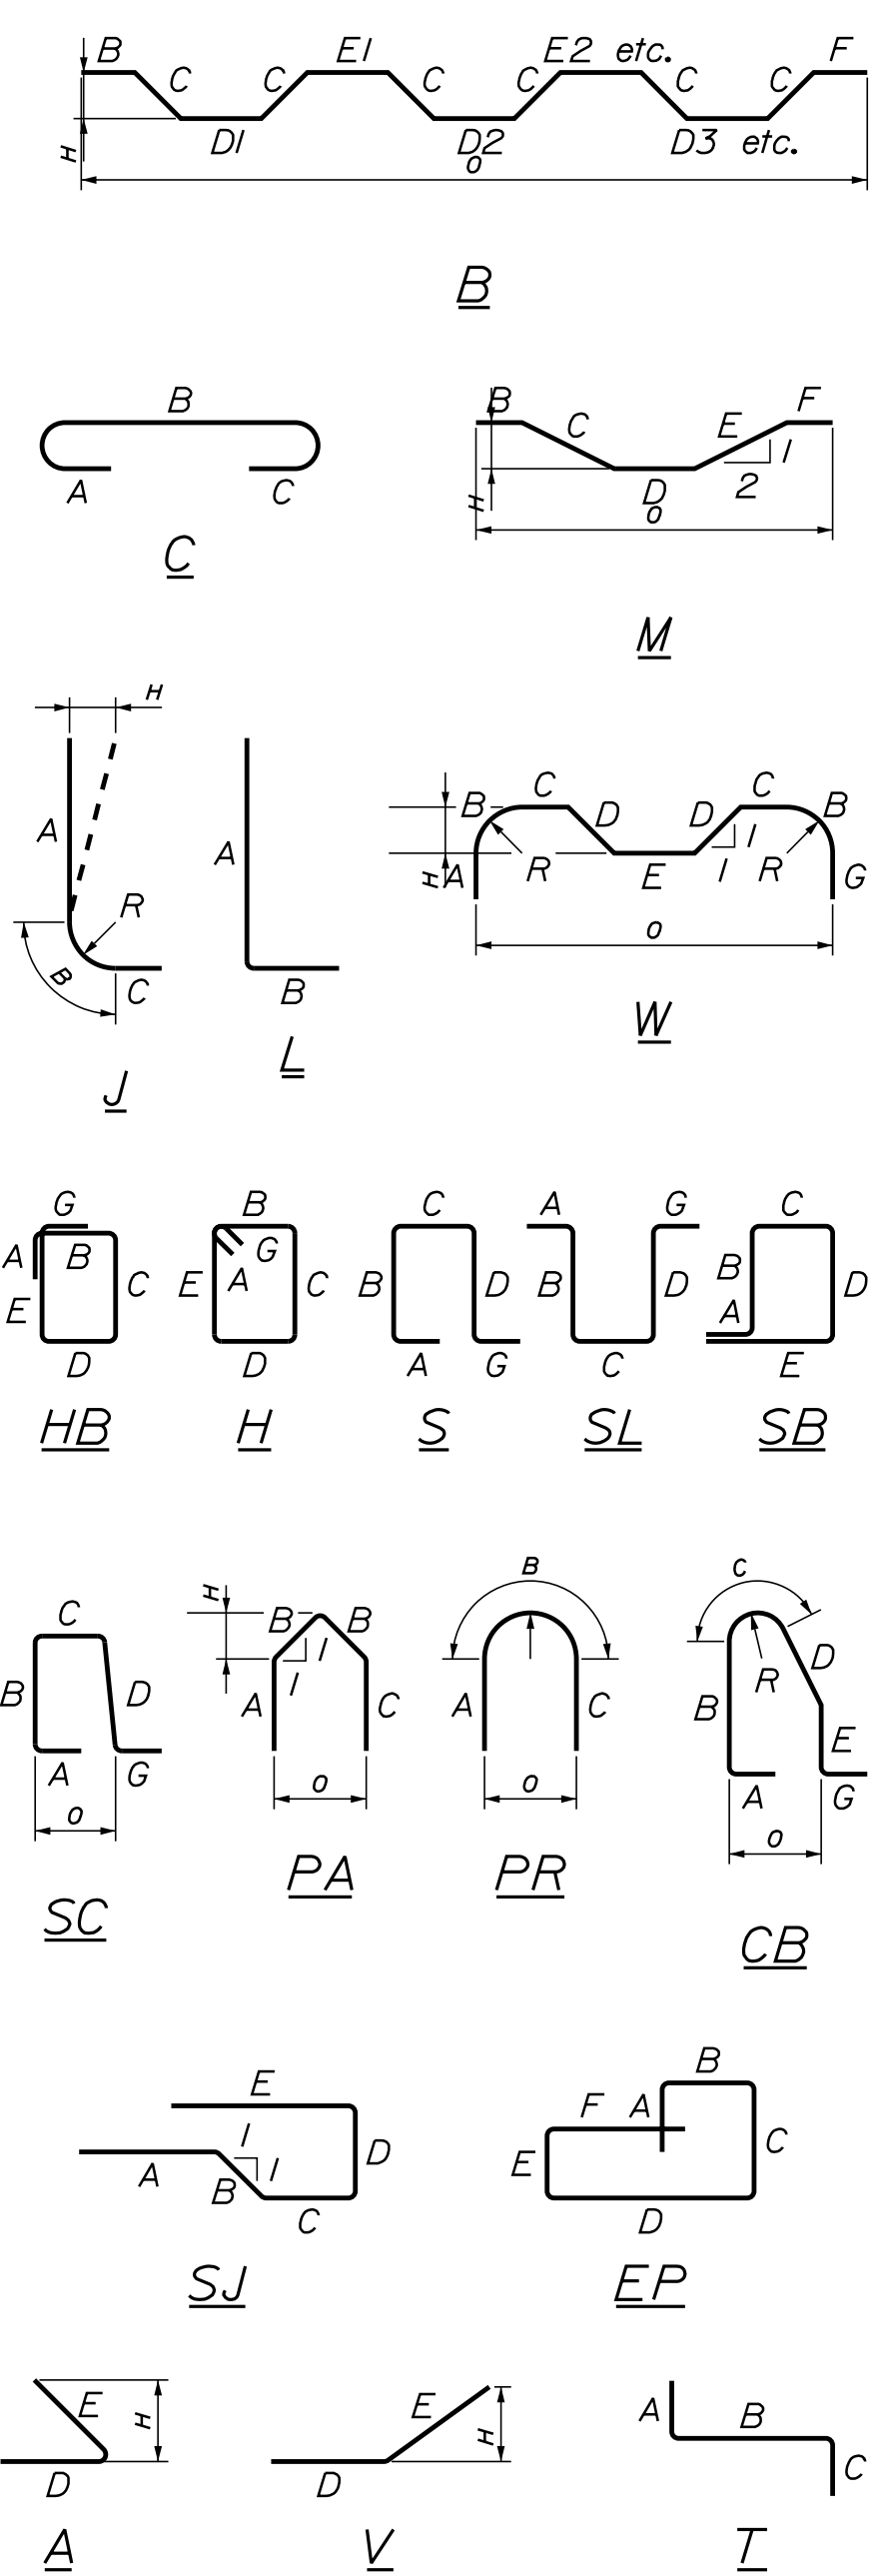 B C C E1 C C E2 etc. C C F
H D1 D2 D3 etc.
O
B
B
A C
C
B C E F
1
2
H D
O
M
H
A
R
B
C
J
A
B
L
B C D D C B
1
H A R E 1 R G
O
W
G
A B C
E
D
HB
B
G
E A C
D
H
C
B D
A G
S
A G
B D
C
SL
C
B D
A
E
SB
C
B D
A G
O
SC
H
B B
1
1
A C
O
PA
B
A C
O
PR
C
D
R
B E
A G
O
CB
E
1
A 1 D
B
C
SJ
B
F A
E C
D
EP
E H
D
A
E H
D
V
A B
C
T